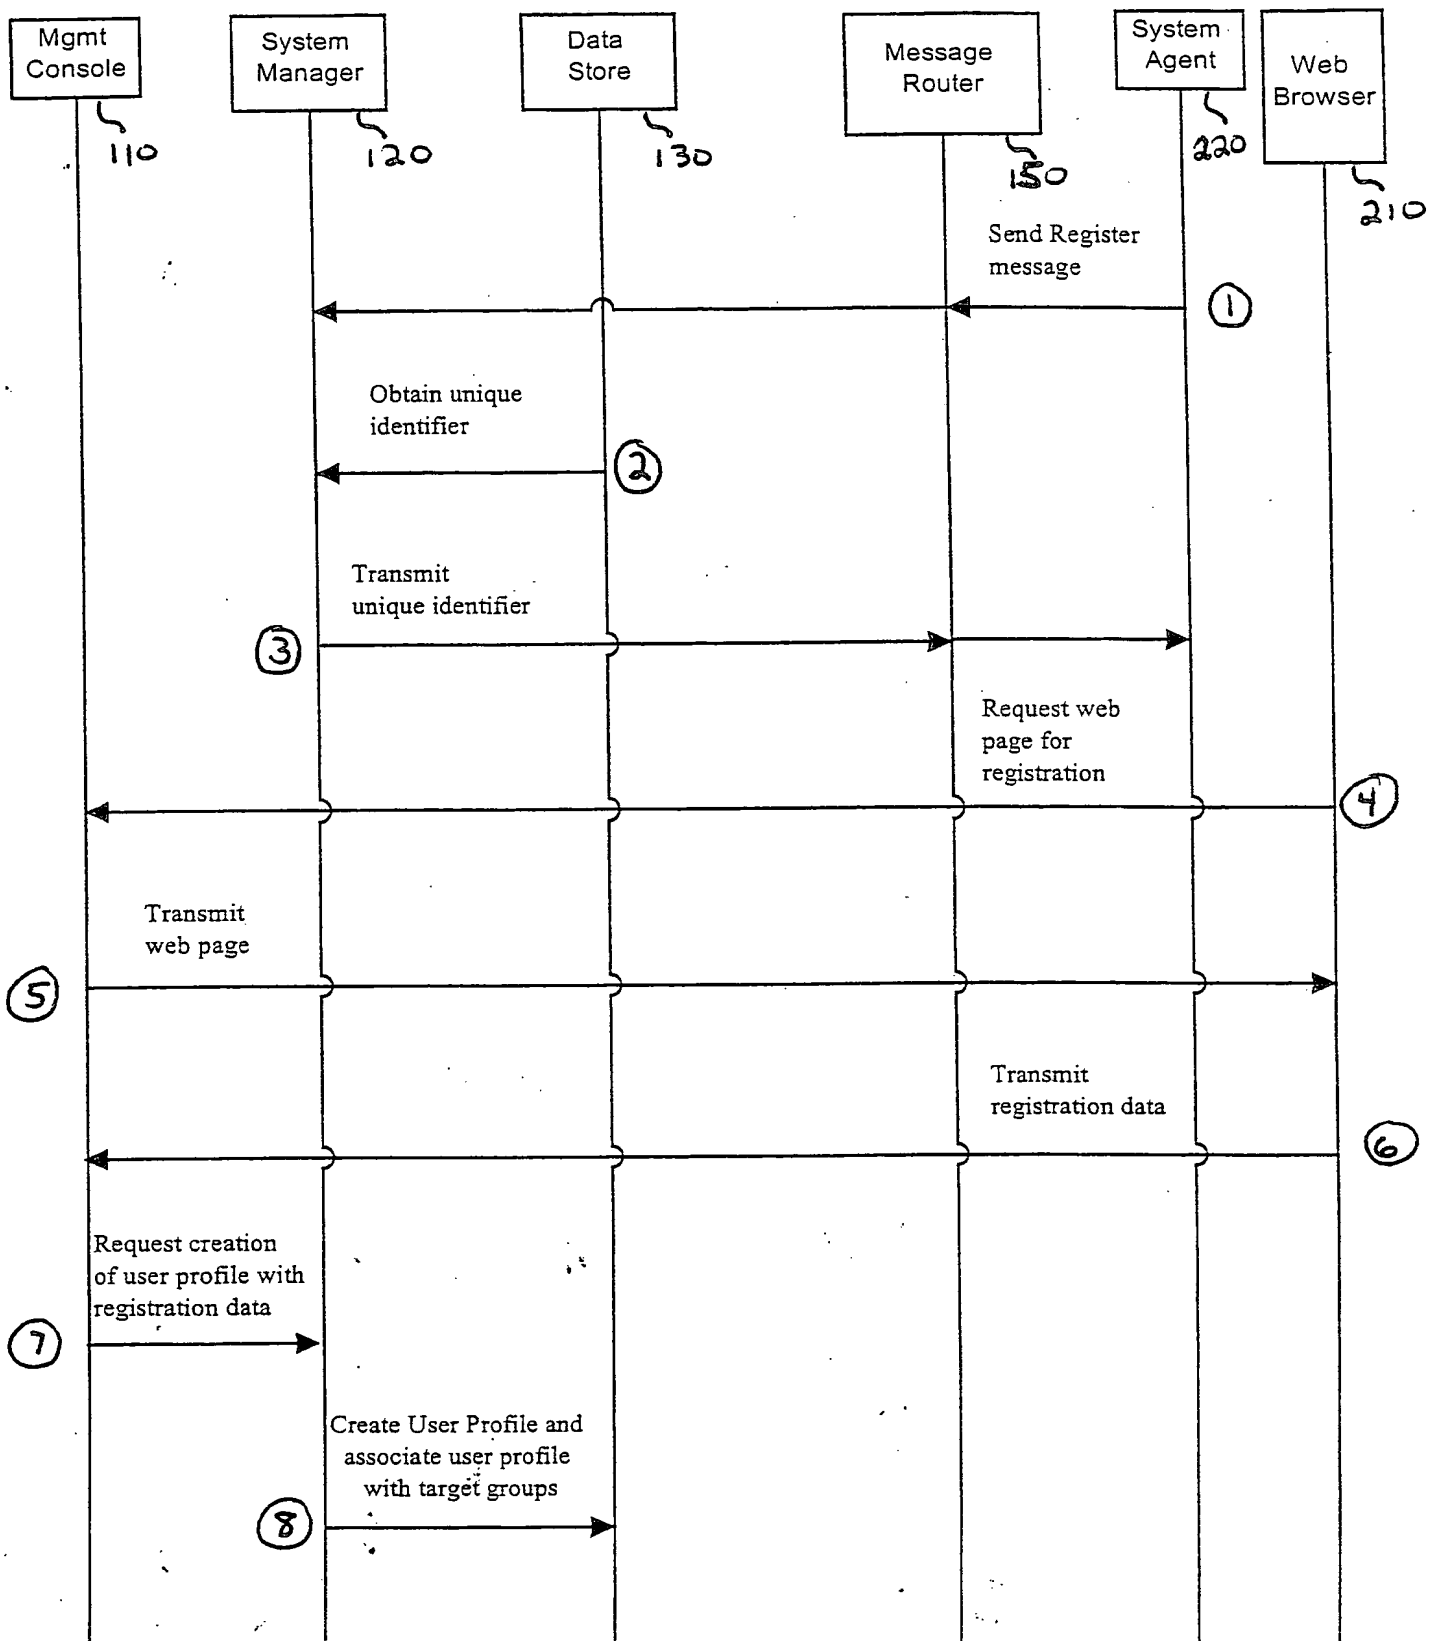 Mgmt
Console
System
Manager
Data
Store
Message
Router
System
Agent
Web
Browser
110
120
130
150
220
210
Send Register
message
1
Obtain unique
identifier
2
Transmit
unique identifier
3
Request web
page for
registration
4
Transmit
web page
5
Transmit
registration data
6
Request creation
of user profile with
registration data
7
Create User Profile and
associate user profile
with target groups
8